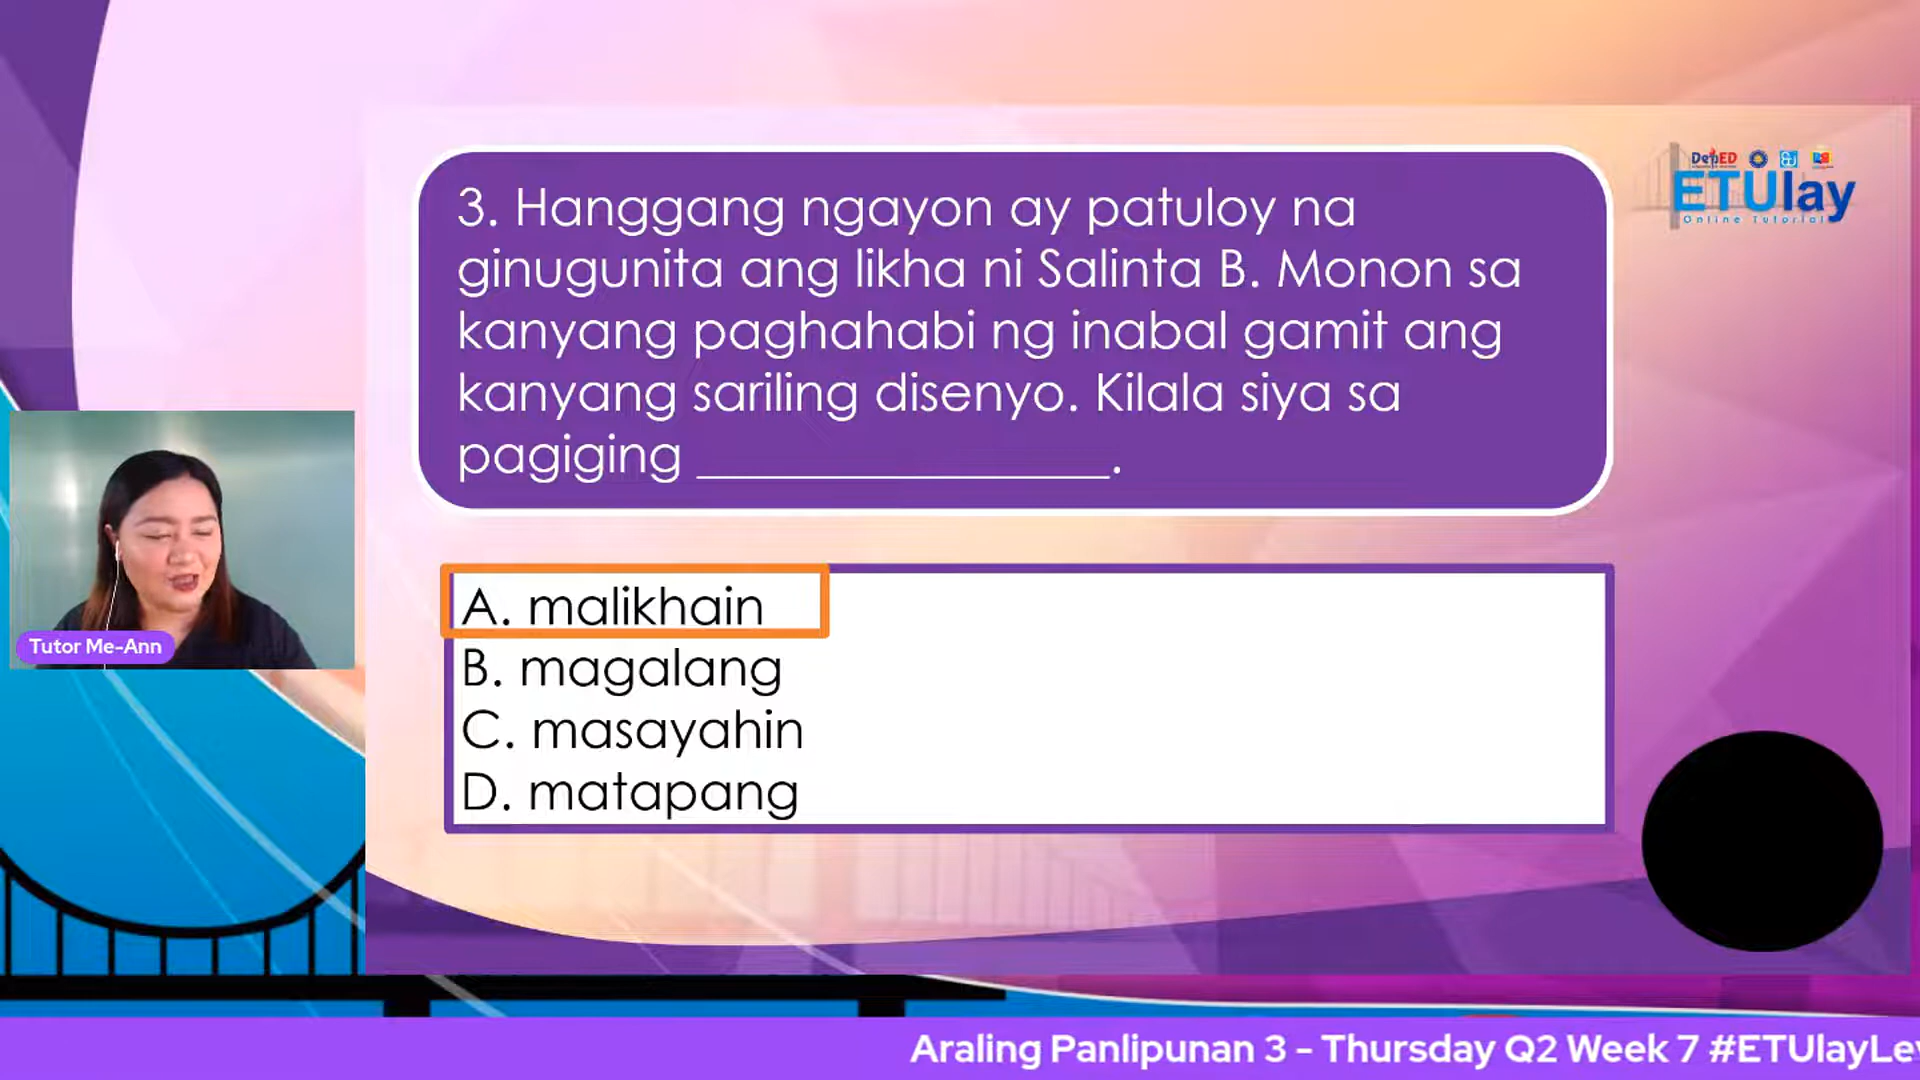 3. Hanggang ngayon ay patuloy na
ginugunita ang likha ni Salinta B. Monon sa
kanyang paghahabi ng inabal gamit ang
kanyang sariling disenyo. Kilala siya sa
pagiging _______________.
DepED
ETUlay
Online Tutorial
A. malikhain
B. magalang
C. masayahin
D. matapang
Tutor Me-Ann
Araling Panlipunan 3 - Thursday Q2 Week 7 #ETUlayLev